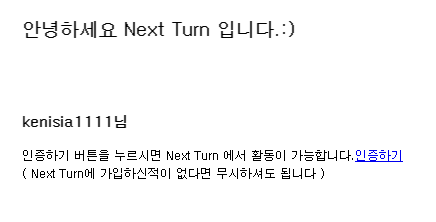 안녕하세요 Next Turn 입니다.:)
kenisia1111님
인증하기 버튼을 누르시면 Next Turn 에서 활동이 가능합니다.인증하기
( Next Turn에 가입하신적이 없다면 무시하셔도 됩니다 )